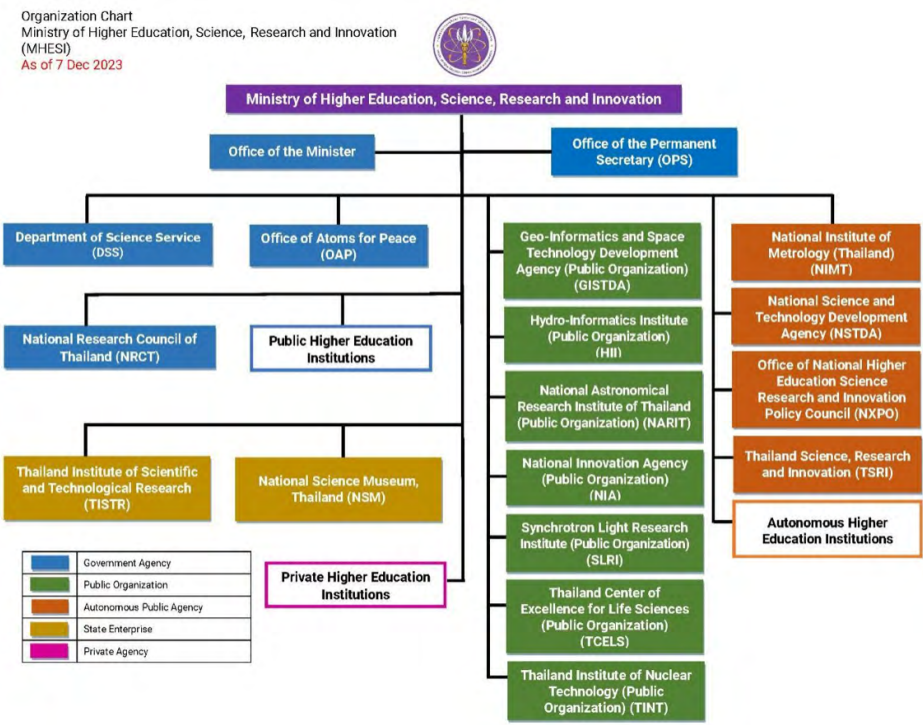 Organization Chart
Ministry of Higher Education, Science, Research and Innovation
(MHESI)
As of 7 Dec 2023
Ministry of Higher Education, Science, Research and Innovation
Office of the Minister
Office of the Permanent
Secretary (OPS)
Department of Science Service
(DSS)
Office of Atoms for Peace
(OAP)
National Research Council of
Thailand (NRCT)
Public Higher Education
Institutions
Thailand Institute of Scientific
and Technological Research
(TISTR)
National Science Museum,
Thailand (NSM)
Private Higher Education
Institutions
Geo-Informatics and Space
Technology Development
Agency (Public Organization)
(GISTDA)
Hydro-Informatics Institute
(Public Organization)
(HII)
National Astronomical
Research Institute of Thailand
(Public Organization) (NARIT)
National Innovation Agency
(Public Organization)
(NIA)
Synchrotron Light Research
Institute (Public Organization)
(SLRI)
Thailand Center of
Excellence for Life Sciences
(Public Organization)
(TCELS)
Thailand Institute of Nuclear
Technology (Public
Organization) (TINT)
National Institute of
Metrology (Thailand)
(NIMT)
National Science and
Technology Development
Agency (NSTDA)
Office of National Higher
Education Science
Research and Innovation
Policy Council (NXPO)
Thailand Science, Research
and Innovation (TSRI)
Autonomous Higher
Education Institutions
Government Agency
Public Organization
Autonomous Public Agency
State Enterprise
Private Agency